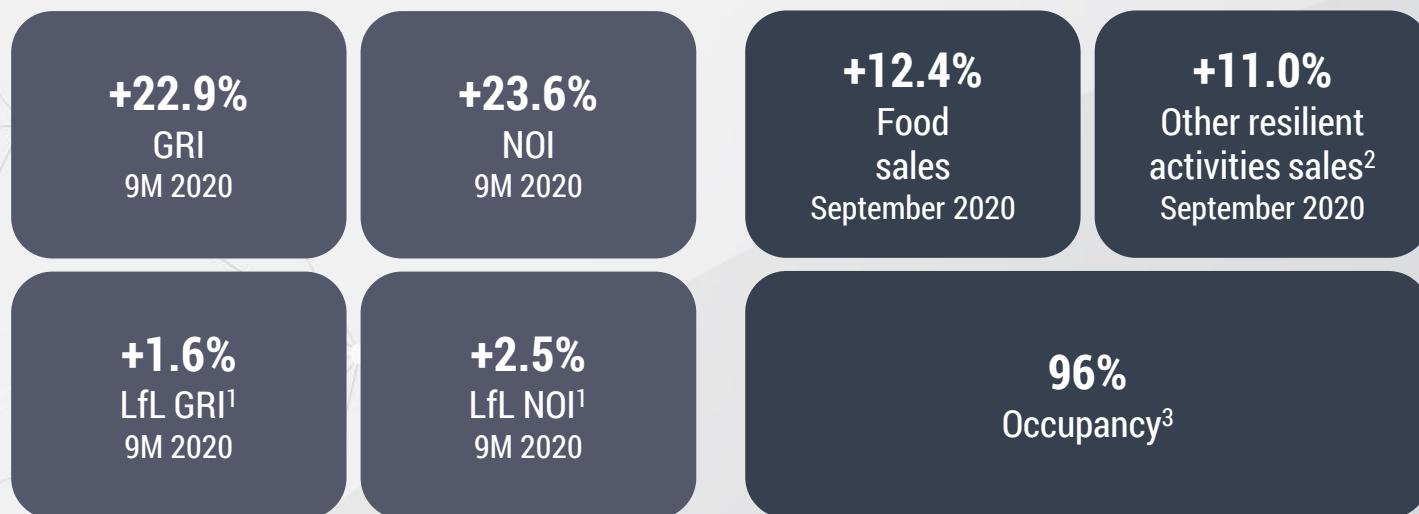 +22.9%
GRI
9M 2020
+23.6%
NOI
9M 2020
+12.4%
Food
sales
September 2020
+11.0%
Other resilient
activities sales²
September 2020
+1.6%
LfL GRI¹
9M 2020
+2.5%
LfL NOI¹
9M 2020
96%
Occupancy³